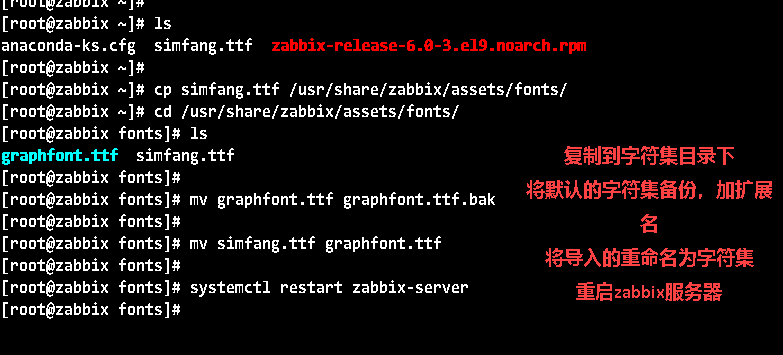 [root@zabbix ~]#
[root@zabbix ~]# ls
anaconda-ks.cfg  simfang.ttf  zabbix-release-6.0-3.el9.noarch.rpm
[root@zabbix ~]#
[root@zabbix ~]# cp simfang.ttf /usr/share/zabbix/assets/fonts/
[root@zabbix ~]# cd /usr/share/zabbix/assets/fonts/
[root@zabbix fonts]# ls
graphfont.ttf  simfang.ttf
[root@zabbix fonts]#
[root@zabbix fonts]# mv graphfont.ttf graphfont.ttf.bak
[root@zabbix fonts]#
[root@zabbix fonts]# mv simfang.ttf graphfont.ttf
[root@zabbix fonts]#
[root@zabbix fonts]# systemctl restart zabbix-server
[root@zabbix fonts]#
复制到字符集目录下
将默认的字符集备份，加扩展
名
将导入的重命名为字符集
重启zabbix服务器